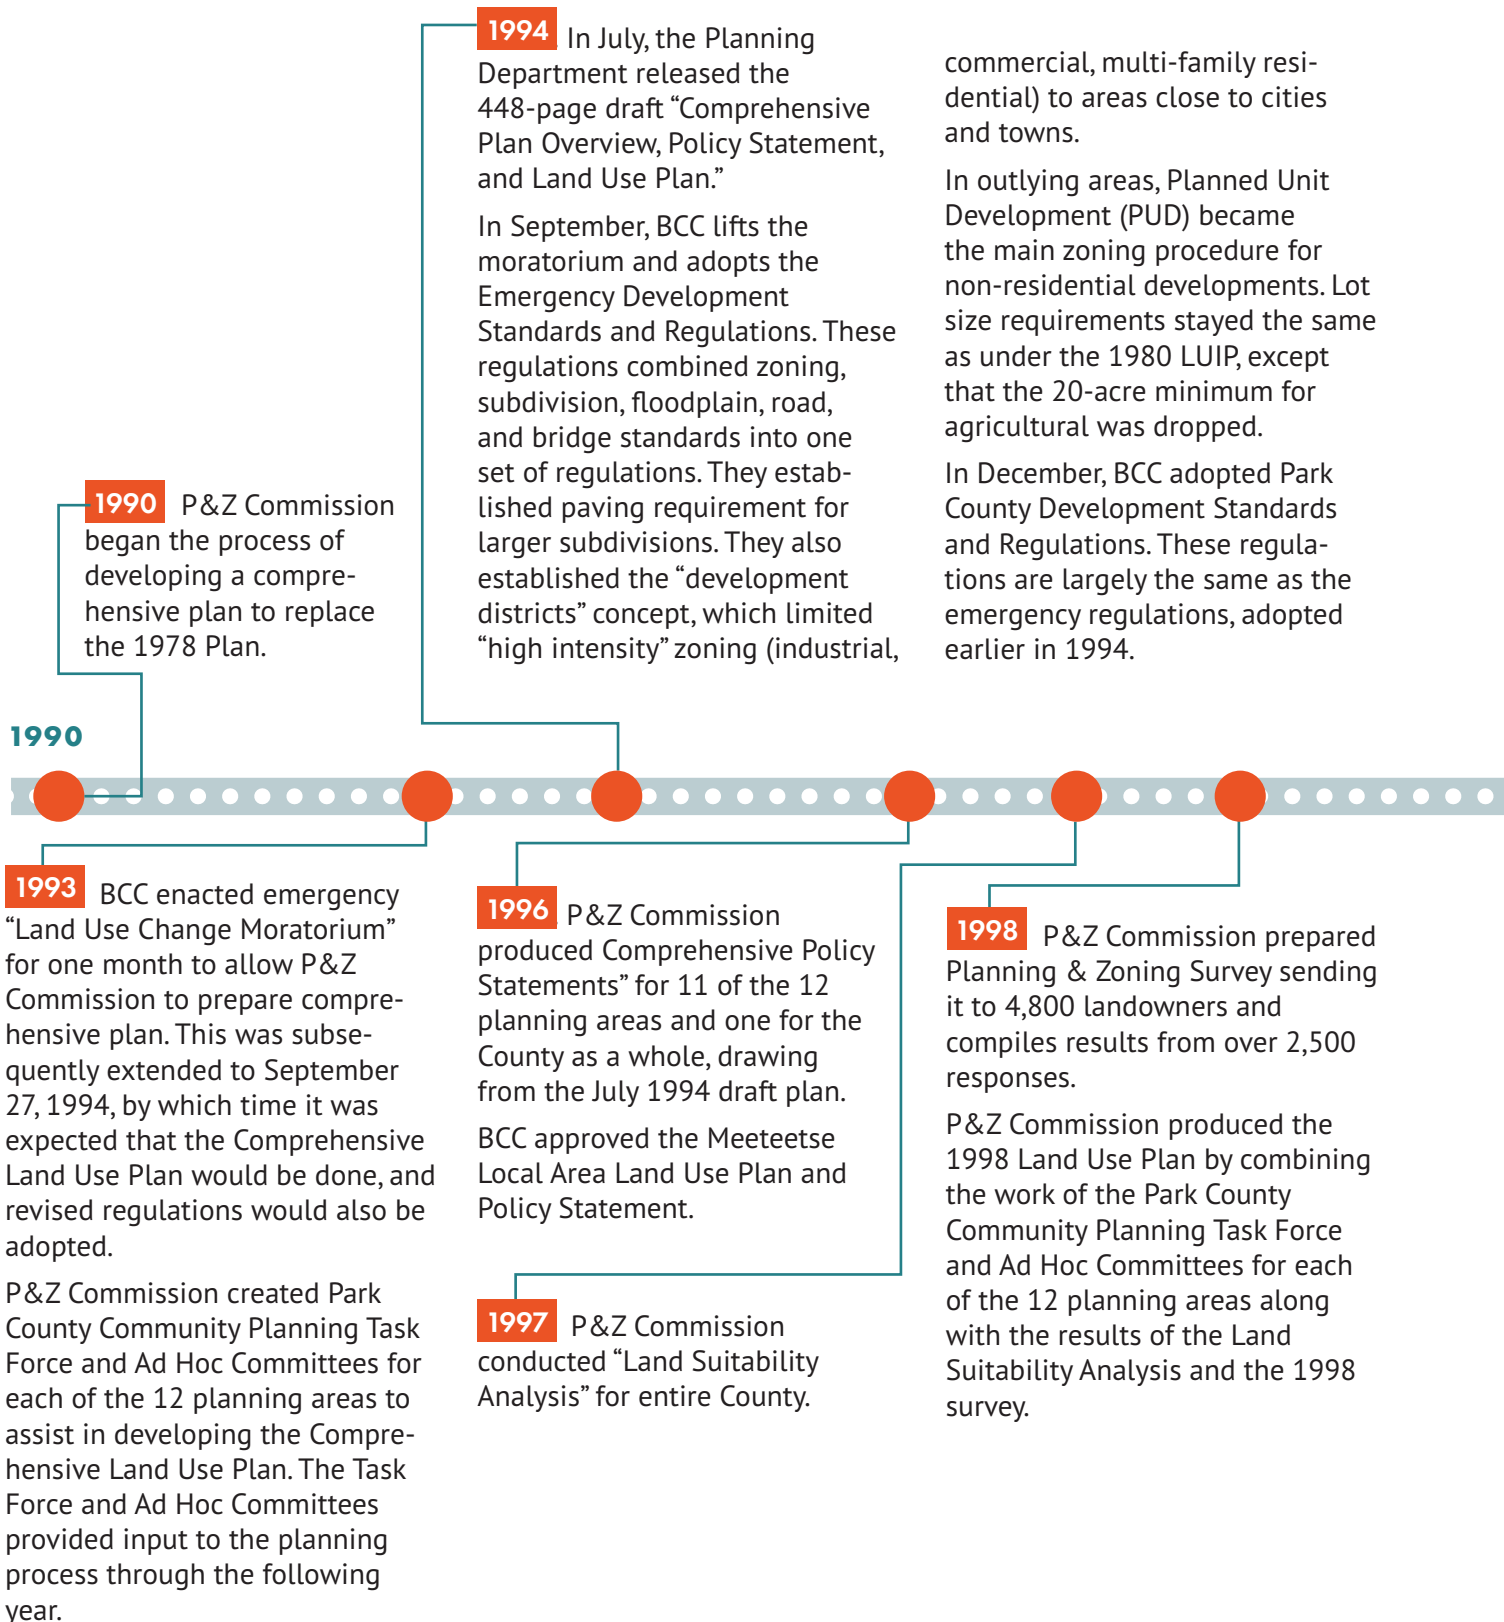 1990 P&Z Commission
began the process of
developing a compre-
hensive plan to replace
the 1978 Plan.
1990
1993 BCC enacted emergency
“Land Use Change Moratorium”
for one month to allow P&Z
Commission to prepare compre-
hensive plan. This was subse-
quently extended to September
27, 1994, by which time it was
expected that the Comprehensive
Land Use Plan would be done, and
revised regulations would also be
adopted.
P&Z Commission created Park
County Community Planning Task
Force and Ad Hoc Committees for
each of the 12 planning areas to
assist in developing the Compre-
hensive Land Use Plan. The Task
Force and Ad Hoc Committees
provided input to the planning
process through the following
year.
1994 In July, the Planning
Department released the
448-page draft “Comprehensive
Plan Overview, Policy Statement,
and Land Use Plan.”
In September, BCC lifts the
moratorium and adopts the
Emergency Development
Standards and Regulations. These
regulations combined zoning,
subdivision, floodplain, road,
and bridge standards into one
set of regulations. They estab-
lished paving requirement for
larger subdivisions. They also
established the “development
districts” concept, which limited
“high intensity” zoning (industrial,
commercial, multi-family resi-
dential) to areas close to cities
and towns.
In outlying areas, Planned Unit
Development (PUD) became
the main zoning procedure for
non-residential developments. Lot
size requirements stayed the same
as under the 1980 LUIP, except
that the 20-acre minimum for
agricultural was dropped.
In December, BCC adopted Park
County Development Standards
and Regulations. These regula-
tions are largely the same as the
emergency regulations, adopted
earlier in 1994.
1996 P&Z Commission
produced Comprehensive Policy
Statements” for 11 of the 12
planning areas and one for the
County as a whole, drawing
from the July 1994 draft plan.
BCC approved the Meeteetse
Local Area Land Use Plan and
Policy Statement.
1997 P&Z Commission
conducted “Land Suitability
Analysis” for entire County.
1998 P&Z Commission prepared
Planning & Zoning Survey sending
it to 4,800 landowners and
compiles results from over 2,500
responses.
P&Z Commission produced the
1998 Land Use Plan by combining
the work of the Park County
Community Planning Task Force
and Ad Hoc Committees for each
of the 12 planning areas along
with the results of the Land
Suitability Analysis and the 1998
survey.